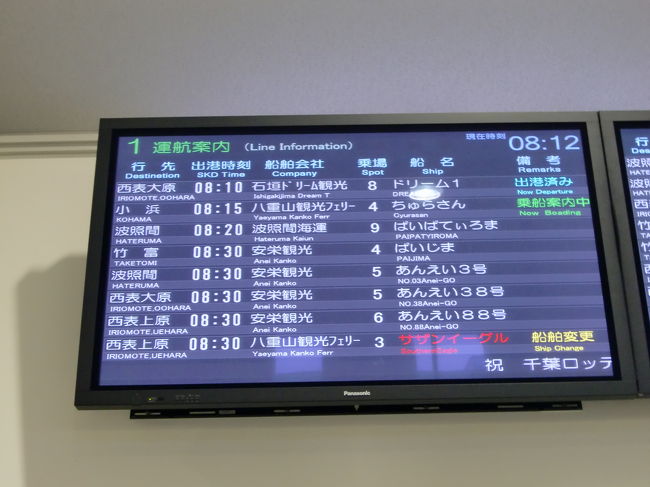 1 運航案内 (Line Information) 現在時刻 08:12
行先 出港時刻 船舶会社 乗場 船名 備考
Destinetion SKD Time Company Spot Ship Remarks
西表大原 08:10 石垣ドリーム観光 8 ドリーム1 出港済み
IRIOMOTE,OOHARA Ishigakijima Dream T Now Departure
小浜 08:15 八重山観光フェリー 4 ちゅらさん 乗船案内中
KOHAMA Yaeyama Kanko Ferr Gyurasan Now Boading
波照間 08:20 波照間海運 9 ぱいぱてぃろま
HATERUMA Hateruma Kaiun PAIPATYIROMA
竹富 08:30 安栄観光 4 ぱいじま
TAKETOMI Anei Kanko PAIJIMA
波照間 08:30 安栄観光 5 あんえい3号
HATERUMA Anei Kanko NO.03Anei-GO
西表大原 08:30 安栄観光 5 あんえい38号
IRIOMOTE,OOHARA Anei Kanko NO.38Anei-GO
西表上原 08:30 安栄観光 6 あんえい88号
IRIOMOTE,UEHARA Anei Kanko NO.88Anei-GO
西表上原 08:30 八重山観光フェリー 3 サザンイーグル 船舶変更
IRIOMOTE,UEHARA Yaeyama Kanko Ferr Southern Eagle Ship Change
祝 千葉ロッテ
Panasonic